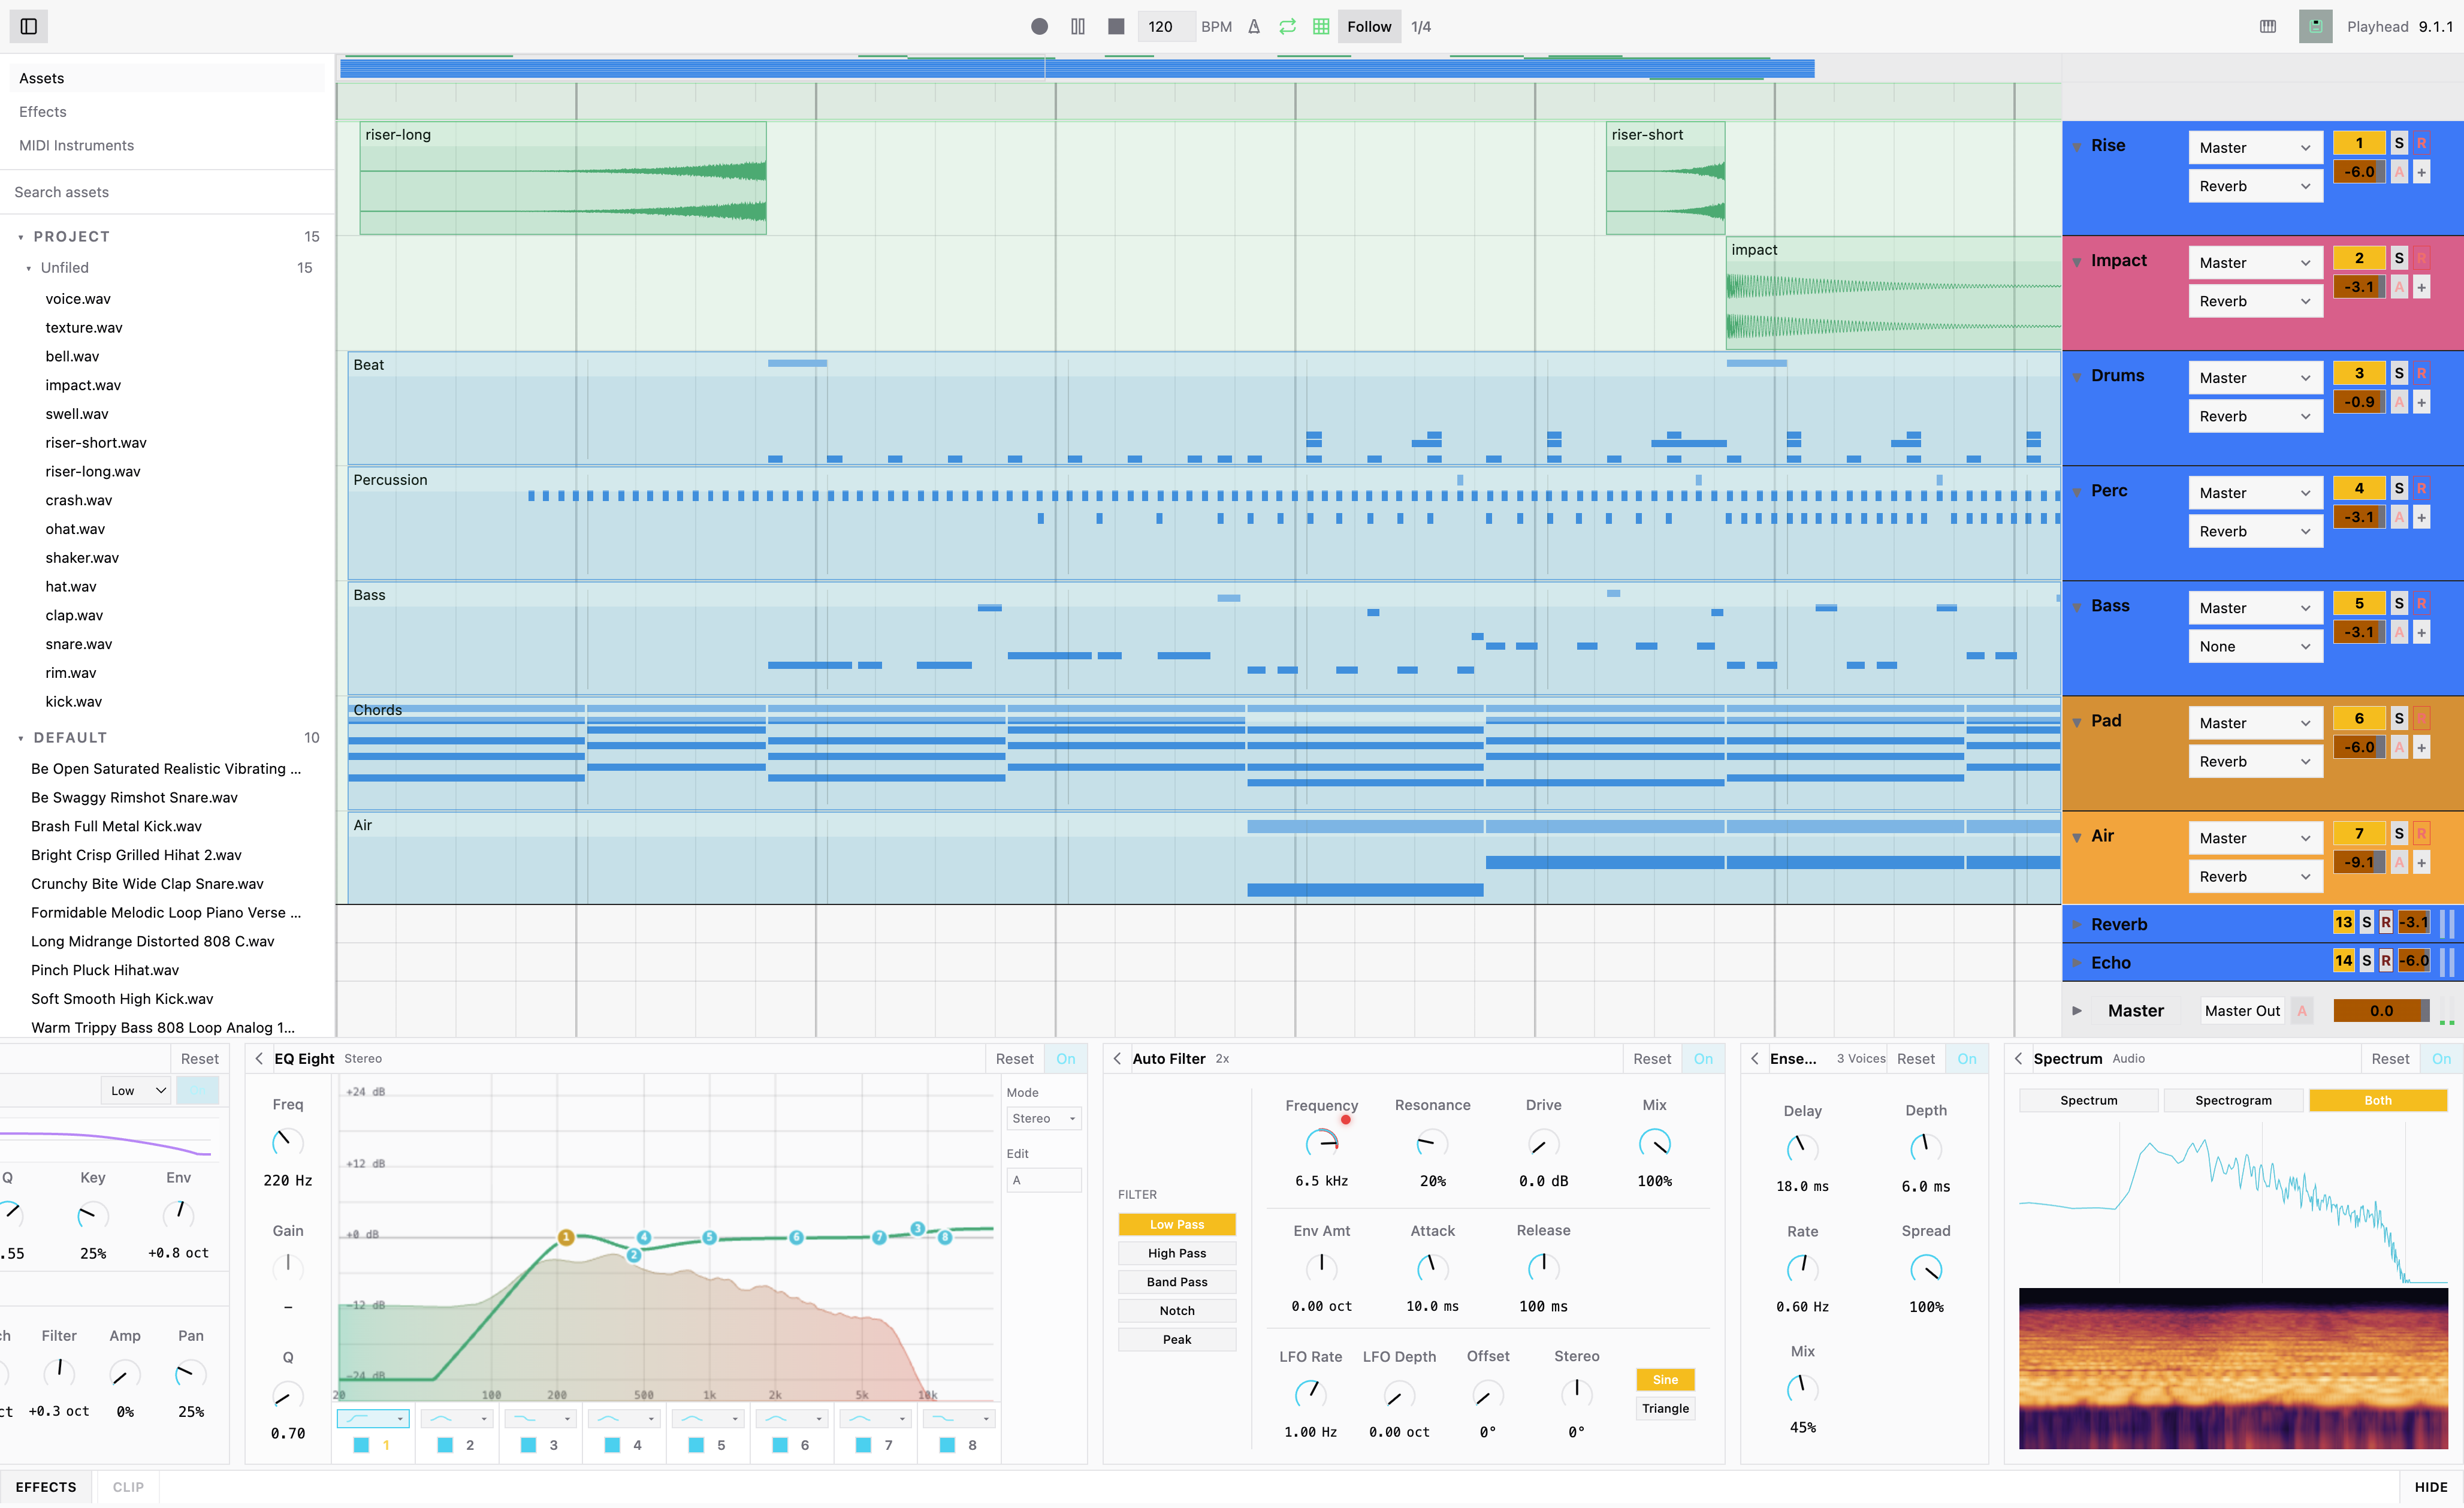 120 BPM Follow 1/4 Playhead 9.1.1
Assets
Effects
MIDI Instruments
Search assets
PROJECT 15
Unfiled 15
voice.wav
texture.wav
bell.wav
impact.wav
swell.wav
riser-short.wav
riser-long.wav
crash.wav
ohat.wav
shaker.wav
hat.wav
clap.wav
snare.wav
rim.wav
kick.wav
DEFAULT 10
Be Open Saturated Realistic Vibrating ...
Be Swaggy Rimshot Snare.wav
Brash Full Metal Kick.wav
Bright Crisp Grilled Hihat 2.wav
Crunchy Bite Wide Clap Snare.wav
Formidable Melodic Loop Piano Verse ...
Long Midrange Distorted 808 C.wav
Pinch Pluck Hihat.wav
Soft Smooth High Kick.wav
Warm Trippy Bass 808 Loop Analog 1...
riser-long
riser-short
impact
Beat
Percussion
Bass
Chords
Air
Rise Master 1 S R
Reverb -6.0 A +
Impact Master 2 S R
Reverb -3.1 A +
Drums Master 3 S R
Reverb -0.9 A +
Perc Master 4 S R
Reverb -3.1 A +
Bass Master 5 S R
None -3.1 A +
Pad Master 6 S R
Reverb -6.0 A +
Air Master 7 S R
Reverb -9.1 A +
Reverb 13 S R -3.1
Echo 14 S R -6.0
Master Master Out A 0.0
Reset
Low On
Q Key Env
.55 25% +0.8 oct
ch Filter Amp Pan
ct +0.3 oct 0% 25%
EQ Eight Stereo Reset On
Freq
220 Hz
Gain
–
Q
0.70
+24 dB
+12 dB
+0 dB
-12 dB
-24 dB
20 100 200 500 1k 2k 5k 10k
1 4 5 6 7 3 8
2
1 2 3 4 5 6 7 8
Mode
Stereo
Edit
A
Auto Filter 2x Reset On
FILTER
Low Pass
High Pass
Band Pass
Notch
Peak
Frequency Resonance Drive Mix
6.5 kHz 20% 0.0 dB 100%
Env Amt Attack Release
0.00 oct 10.0 ms 100 ms
LFO Rate LFO Depth Offset Stereo
1.00 Hz 0.00 oct 0° 0°
Sine
Triangle
Ense... 3 Voices Reset On
Delay Depth
18.0 ms 6.0 ms
Rate Spread
0.60 Hz 100%
Mix
45%
Spectrum Audio Reset On
Spectrum Spectrogram Both
EFFECTS CLIP HIDE